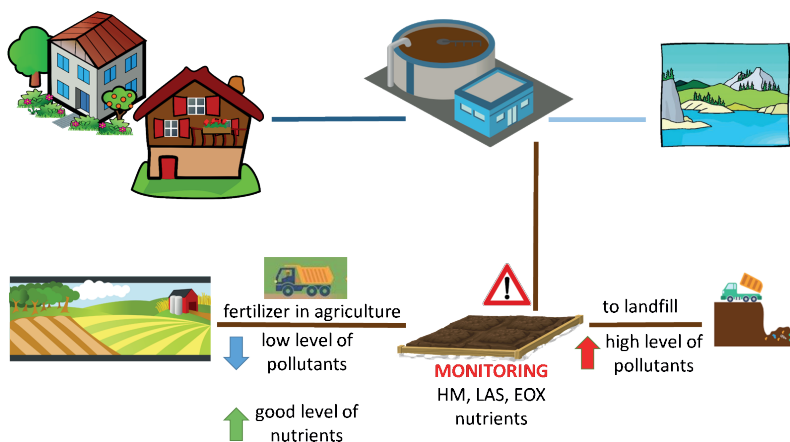 fertilizer in agriculture
low level of
pollutants
good level of
nutrients
!
MONITORING
HM, LAS, EOX
nutrients
to landfill
high level of
pollutants